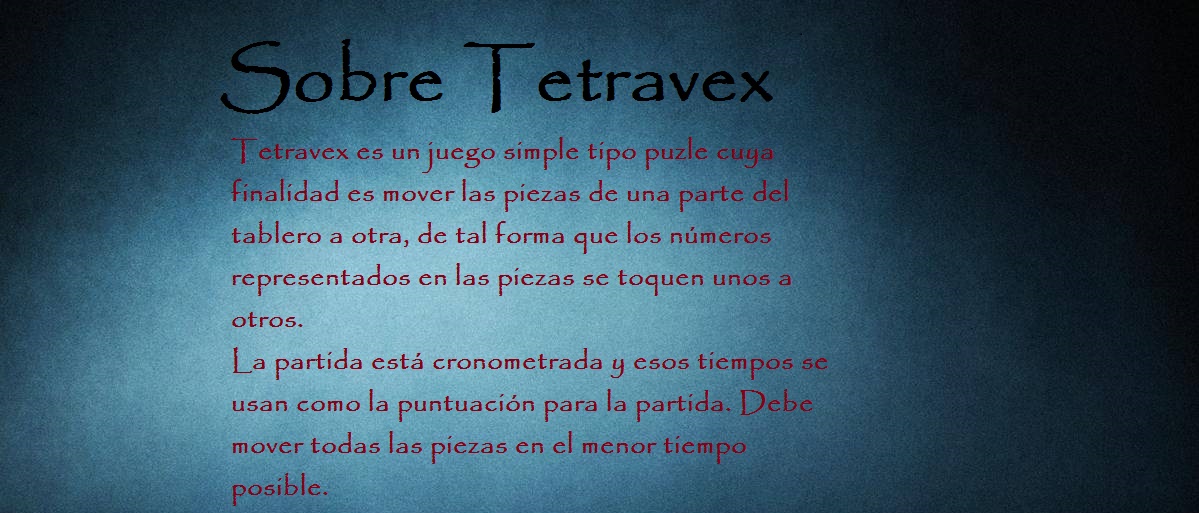 Sobre Tetravex
Tetravex es un juego simple tipo puzle cuya
finalidad es mover las piezas de una parte del
tablero a otra, de tal forma que los números
representados en las piezas se toquen unos a
otros.
La partida está cronometrada y esos tiempos se
usan como la puntuación para la partida. Debe
mover todas las piezas en el menor tiempo
posible.